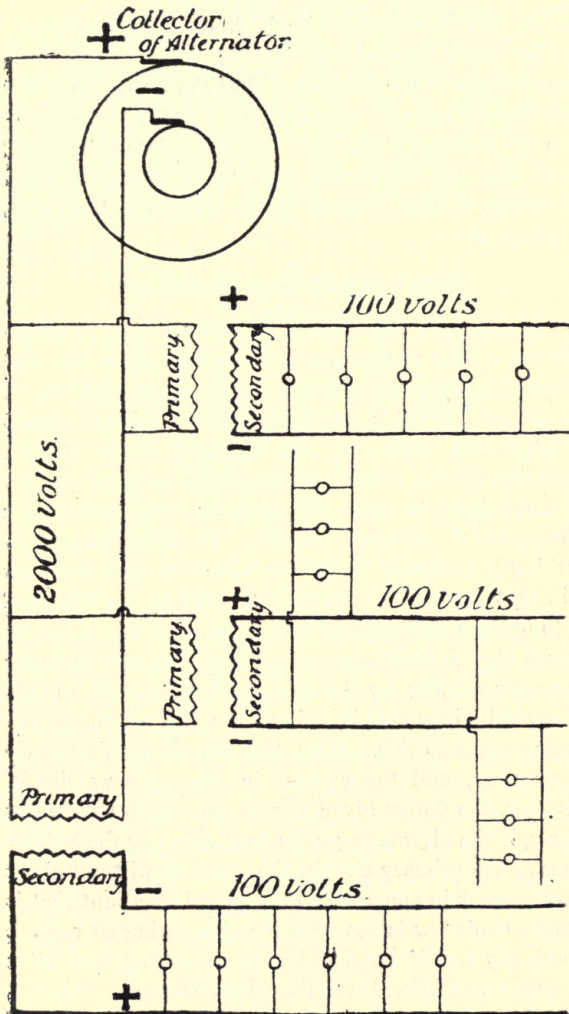 + Collector
of Alternator.
−
+
100 volts
Primary
Secondary
−
2000 volts.
+
100 volts
Primary
Secondary
−
Primary
Secondary
−
100 volts
+